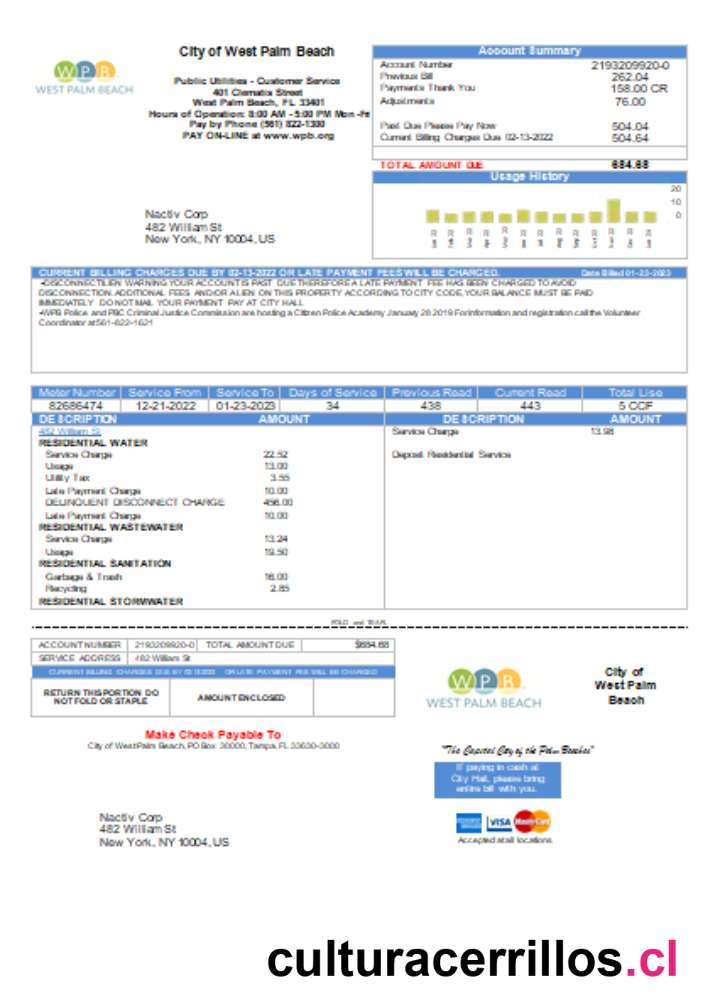 City of West Palm Beach
WPB
WEST PALM BEACH
Public Utilities - Customer Service
401 Clematis Street
West Palm Beach, FL 33401
Hours of Operation: 8:00 AM - 5:00 PM Mon -Fri
Pay by Phone (561) 822-1300
PAY ON-LINE at www.wpb.org
Account Summary
Account Number 2193209920-0
Previous Bill 262.04
Payments Thank You 158.00 CR
Adjustments 76.00
Past Due Please Pay Now 504.04
Current Billing Charges Due 02-13-2022 504.64
TOTAL AMOUNT DUE 684.68
Usage History
20
10
0
Nactiv Corp
482 William St
New York, NY 10004, US
CURRENT BILLING CHARGES DUE BY 02-13-2022 OR LATE PAYMENT FEES WILL BE CHARGED. Date Billed 01-23-2023
DISCONNECT/LIEN WARNING YOUR ACCOUNT IS PAST DUE THEREFORE A LATE PAYMENT FEE HAS BEEN CHARGED TO AVOID
DISCONNECTION. ADDITIONAL FEES AND/OR A LIEN ON THIS PROPERTY ACCORDING TO CITY CODE, YOUR BALANCE MUST BE PAID
IMMEDIATELY DO NOT MAIL YOUR PAYMENT PAY AT CITY HALL
WPB Police and PBC Criminal Justice Commission are hosting a Citizen Police Academy January 28 2019 For information and registration call the Volunteer
Coordinator at 561-822-1621
Meter Number Service From Service To Days of Service Previous Read Current Read Total Use
82686474 12-21-2022 01-23-2023 34 438 443 5 CCF
DESCRIPTION AMOUNT DESCRIPTION AMOUNT
482 William St
Service Charge 13.98
RESIDENTIAL WATER
Service Charge 22.52
Deposit Residential Service
Usage 13.00
Utility Tax 3.55
Late Payment Charge 10.00
DELINQUENT DISCONNECT CHARGE 456.00
Late Payment Charge 10.00
RESIDENTIAL WASTEWATER
Service Charge 13.24
Usage 19.50
RESIDENTIAL SANITATION
Garbage & Trash 16.00
Recycling 2.85
RESIDENTIAL STORMWATER
FOLD and TEAR
ACCOUNT NUMBER 2193209920-0 TOTAL AMOUNT DUE $684.68
SERVICE ADDRESS 482 William St
RETURN THIS PORTION DO
NOT FOLD OR STAPLE
AMOUNT ENCLOSED
WPB
WEST PALM BEACH
City of
West Palm
Beach
Make Check Payable To
City of West Palm Beach, PO Box 30000, Tampa, FL 33630-3000
"The Capital City of the Palm Beaches"
If paying in cash at
City Hall, please bring
entire bill with you.
VISA MasterCard
Accepted at all locations
Nactiv Corp
482 William St
New York, NY 10004, US
culturacerrillos.cl